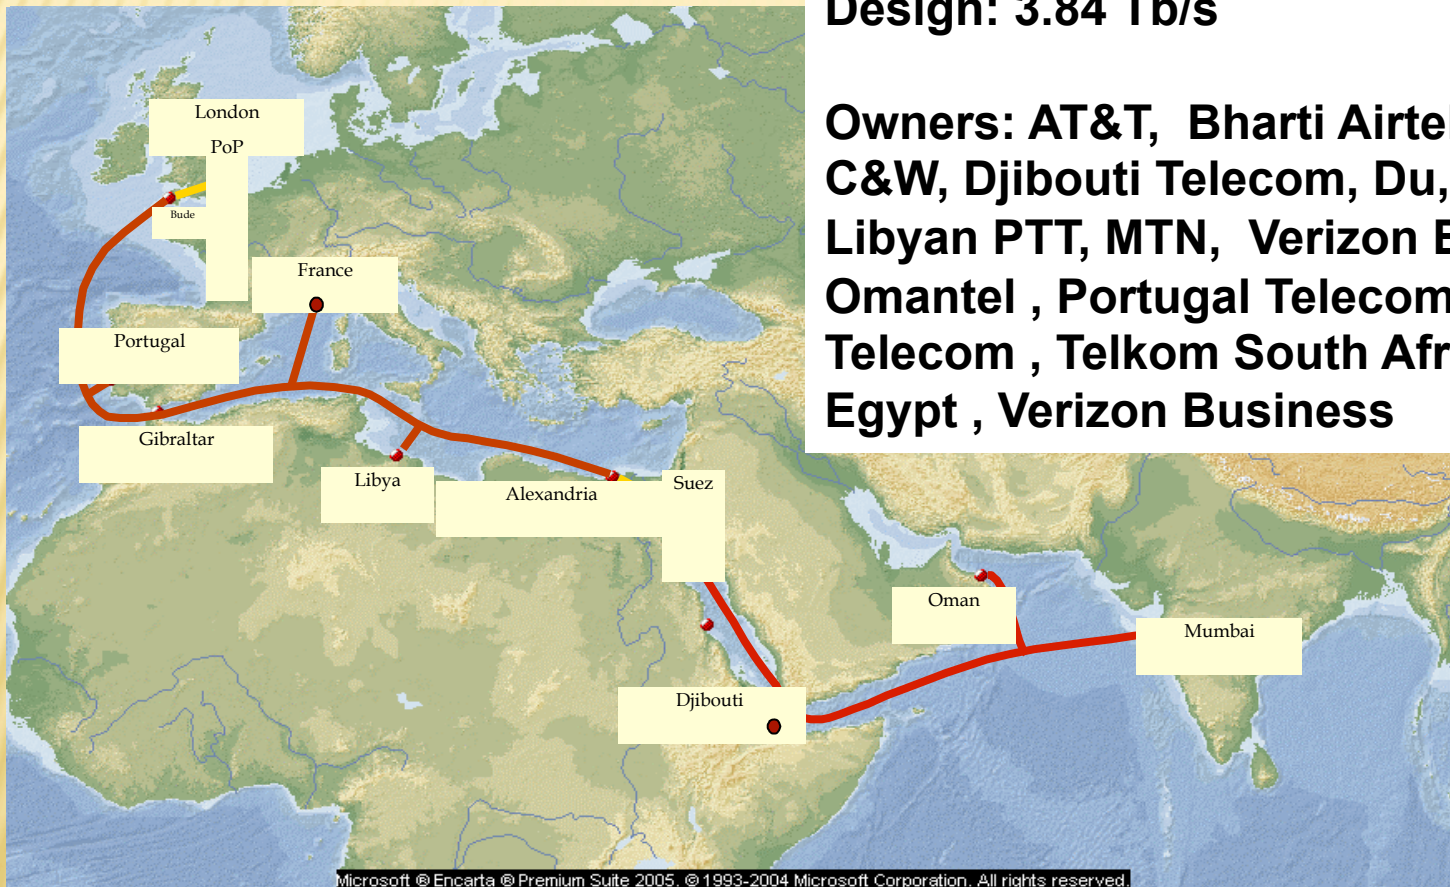 Design: 3.84 Tb/s
Owners: AT&T, Bharti Airtel
C&W, Djibouti Telecom, Du,
Libyan PTT, MTN, Verizon
Omantel , Portugal Telecom
Telecom , Telkom South Afr
Egypt , Verizon Business
London
PoP
Bude
France
Portugal
Gibraltar
Libya
Alexandria
Suez
Oman
Mumbai
Djibouti
Microsoft ® Encarta ® Premium Suite 2005. © 1993-2004 Microsoft Corporation. All rights reserved.